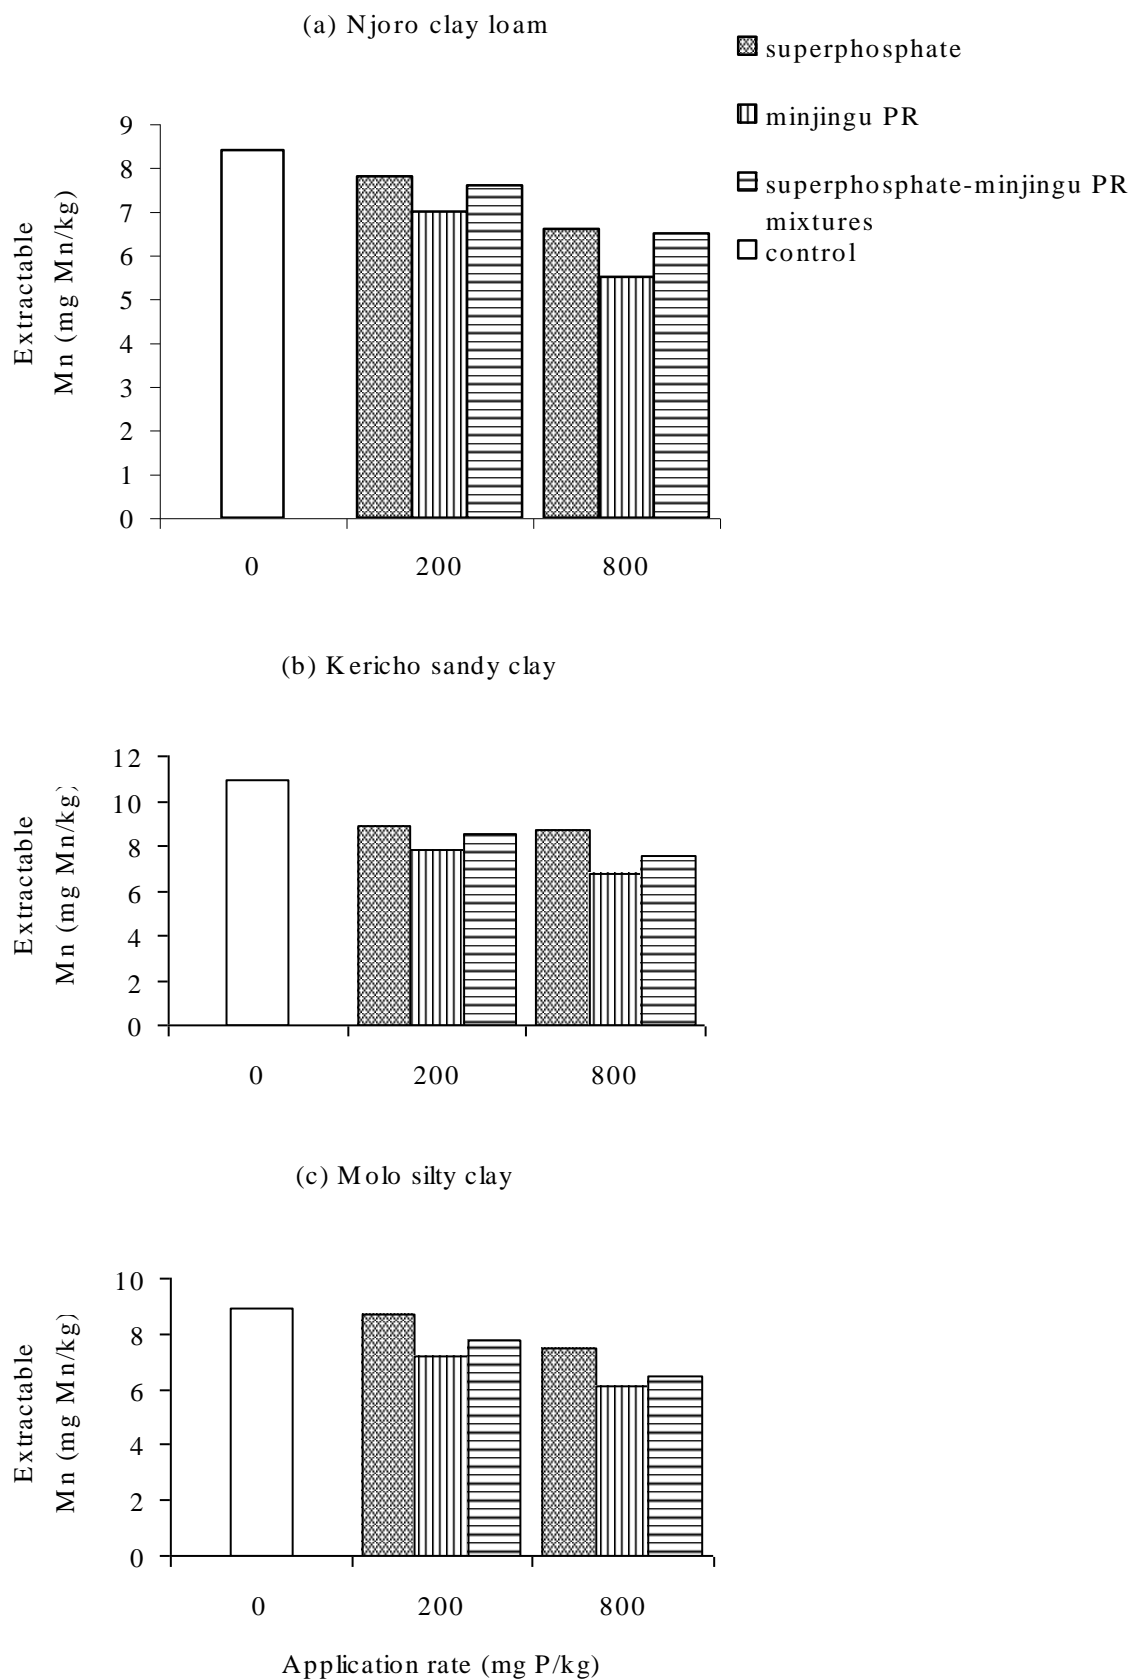 (a) Njoro clay loam
superphosphate
minjingu PR
superphosphate-minjingu PR
mixtures
control
Extractable
Mn (mg Mn/kg)
9
8
7
6
5
4
3
2
1
0
0 200 800
(b) Kericho sandy clay
Extractable
Mn (mg Mn/kg)
12
10
8
6
4
2
0
0 200 800
(c) Molo silty clay
Extractable
Mn (mg Mn/kg)
10
8
6
4
2
0
0 200 800
Application rate (mg P/kg)